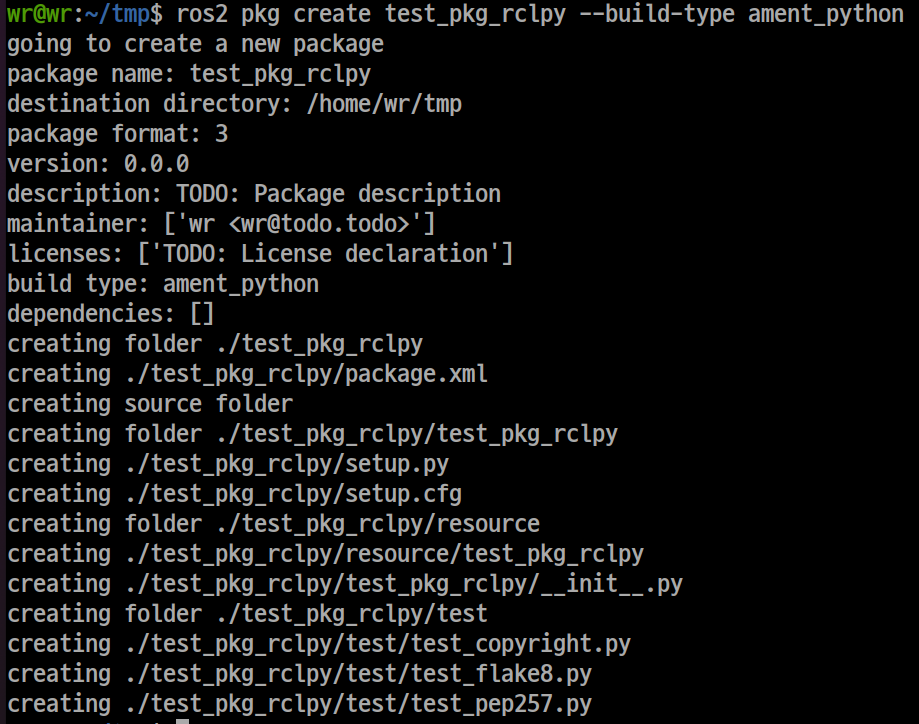 wr@wr:~/tmp$ ros2 pkg create test_pkg_rclpy --build-type ament_python
going to create a new package
package name: test_pkg_rclpy
destination directory: /home/wr/tmp
package format: 3
version: 0.0.0
description: TODO: Package description
maintainer: ['wr <wr@todo.todo>']
licenses: ['TODO: License declaration']
build type: ament_python
dependencies: []
creating folder ./test_pkg_rclpy
creating ./test_pkg_rclpy/package.xml
creating source folder
creating folder ./test_pkg_rclpy/test_pkg_rclpy
creating ./test_pkg_rclpy/setup.py
creating ./test_pkg_rclpy/setup.cfg
creating folder ./test_pkg_rclpy/resource
creating ./test_pkg_rclpy/resource/test_pkg_rclpy
creating ./test_pkg_rclpy/test_pkg_rclpy/__init__.py
creating folder ./test_pkg_rclpy/test
creating ./test_pkg_rclpy/test/test_copyright.py
creating ./test_pkg_rclpy/test/test_flake8.py
creating ./test_pkg_rclpy/test/test_pep257.py